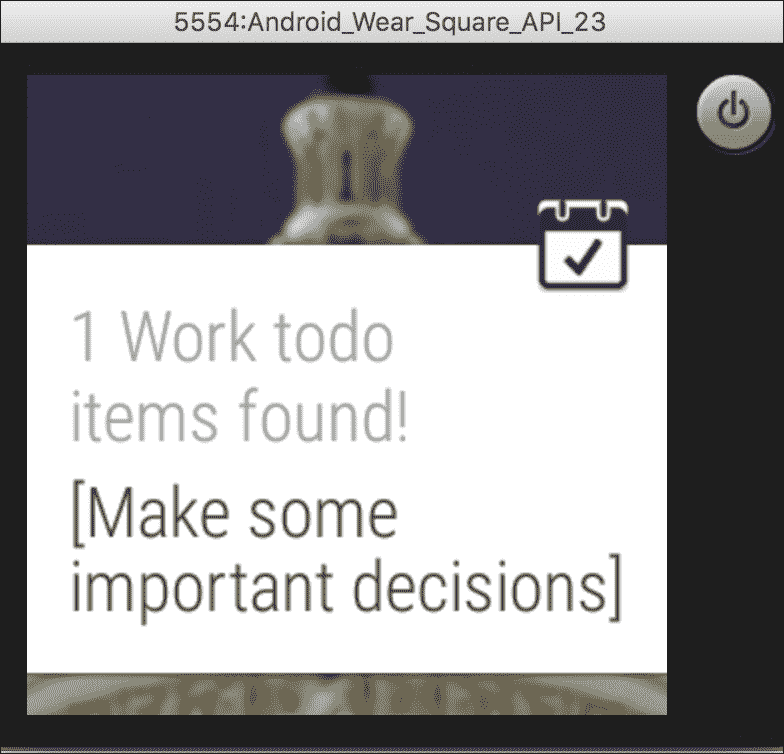 5554:Android_Wear_Square_API_23
1 Work todo
items found!
[Make some
important decisions]